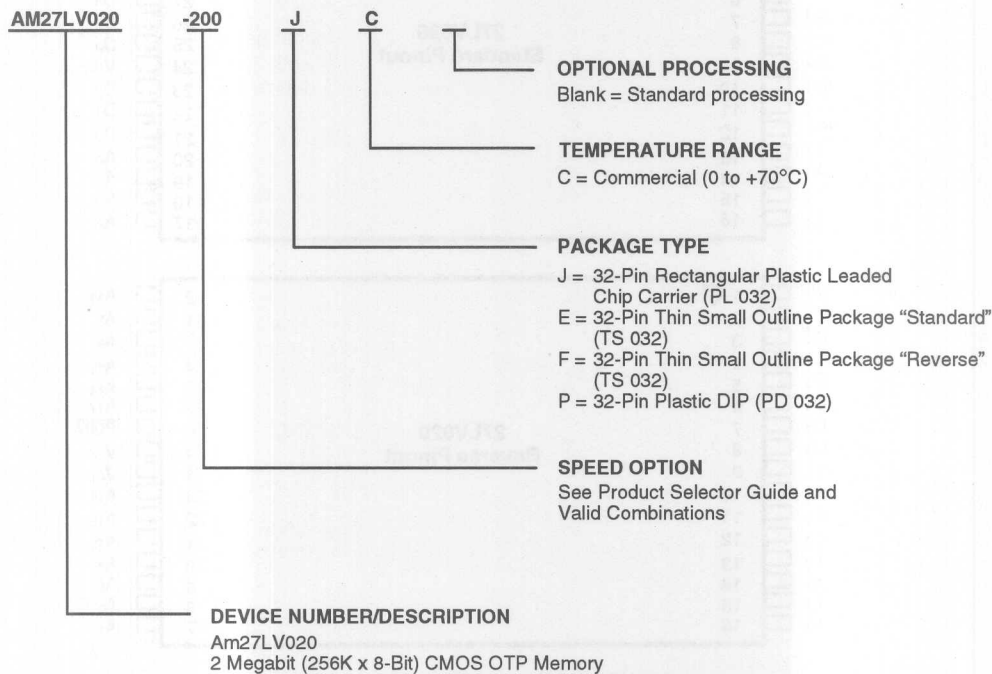 AM27LV020 -200 J C
OPTIONAL PROCESSING
Blank = Standard processing
TEMPERATURE RANGE
C = Commercial (0 to +70°C)
PACKAGE TYPE
J = 32-Pin Rectangular Plastic Leaded
Chip Carrier (PL 032)
E = 32-Pin Thin Small Outline Package “Standard”
(TS 032)
F = 32-Pin Thin Small Outline Package “Reverse”
(TS 032)
P = 32-Pin Plastic DIP (PD 032)
SPEED OPTION
See Product Selector Guide and
Valid Combinations
DEVICE NUMBER/DESCRIPTION
Am27LV020
2 Megabit (256K x 8-Bit) CMOS OTP Memory